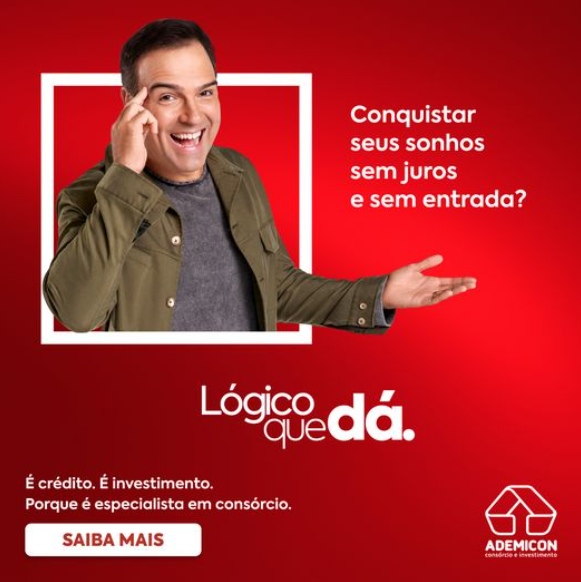 Conquistar
seus sonhos
sem juros
e sem entrada?
Lógico
que dá.
É crédito. É investimento.
Porque é especialista em consórcio.
SAIBA MAIS
ADEMICON
consórcio e investimento